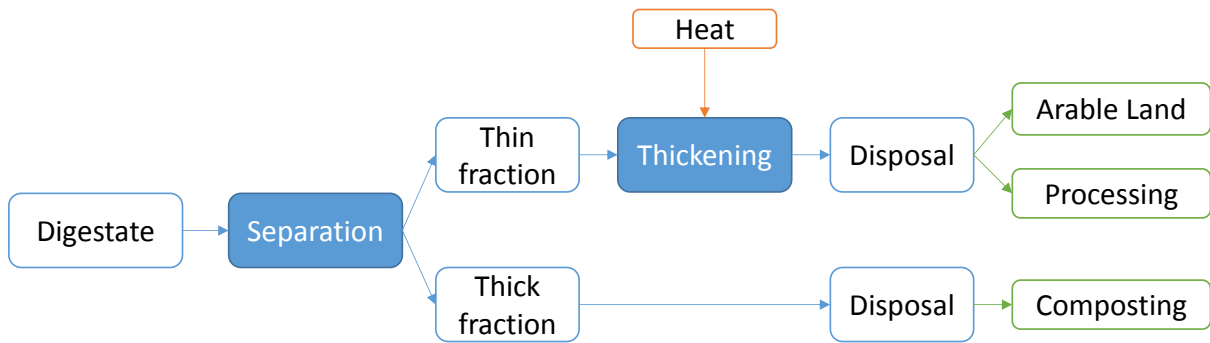 Heat
Arable Land
Thin
fraction
Thickening
Disposal
Processing
Digestate
Separation
Thick
fraction
Disposal
Composting